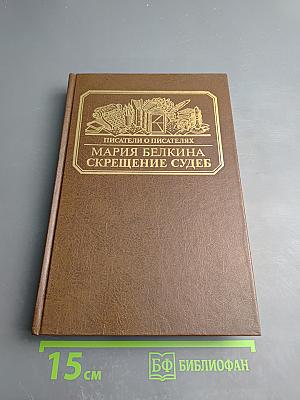 ПИСАТЕЛИ О ПИСАТЕЛЯХ
МАРИЯ БЕЛКИНА
СКРЕЩЕНИЕ СУДЕБ
15 см
БФ БИБЛИОФАН